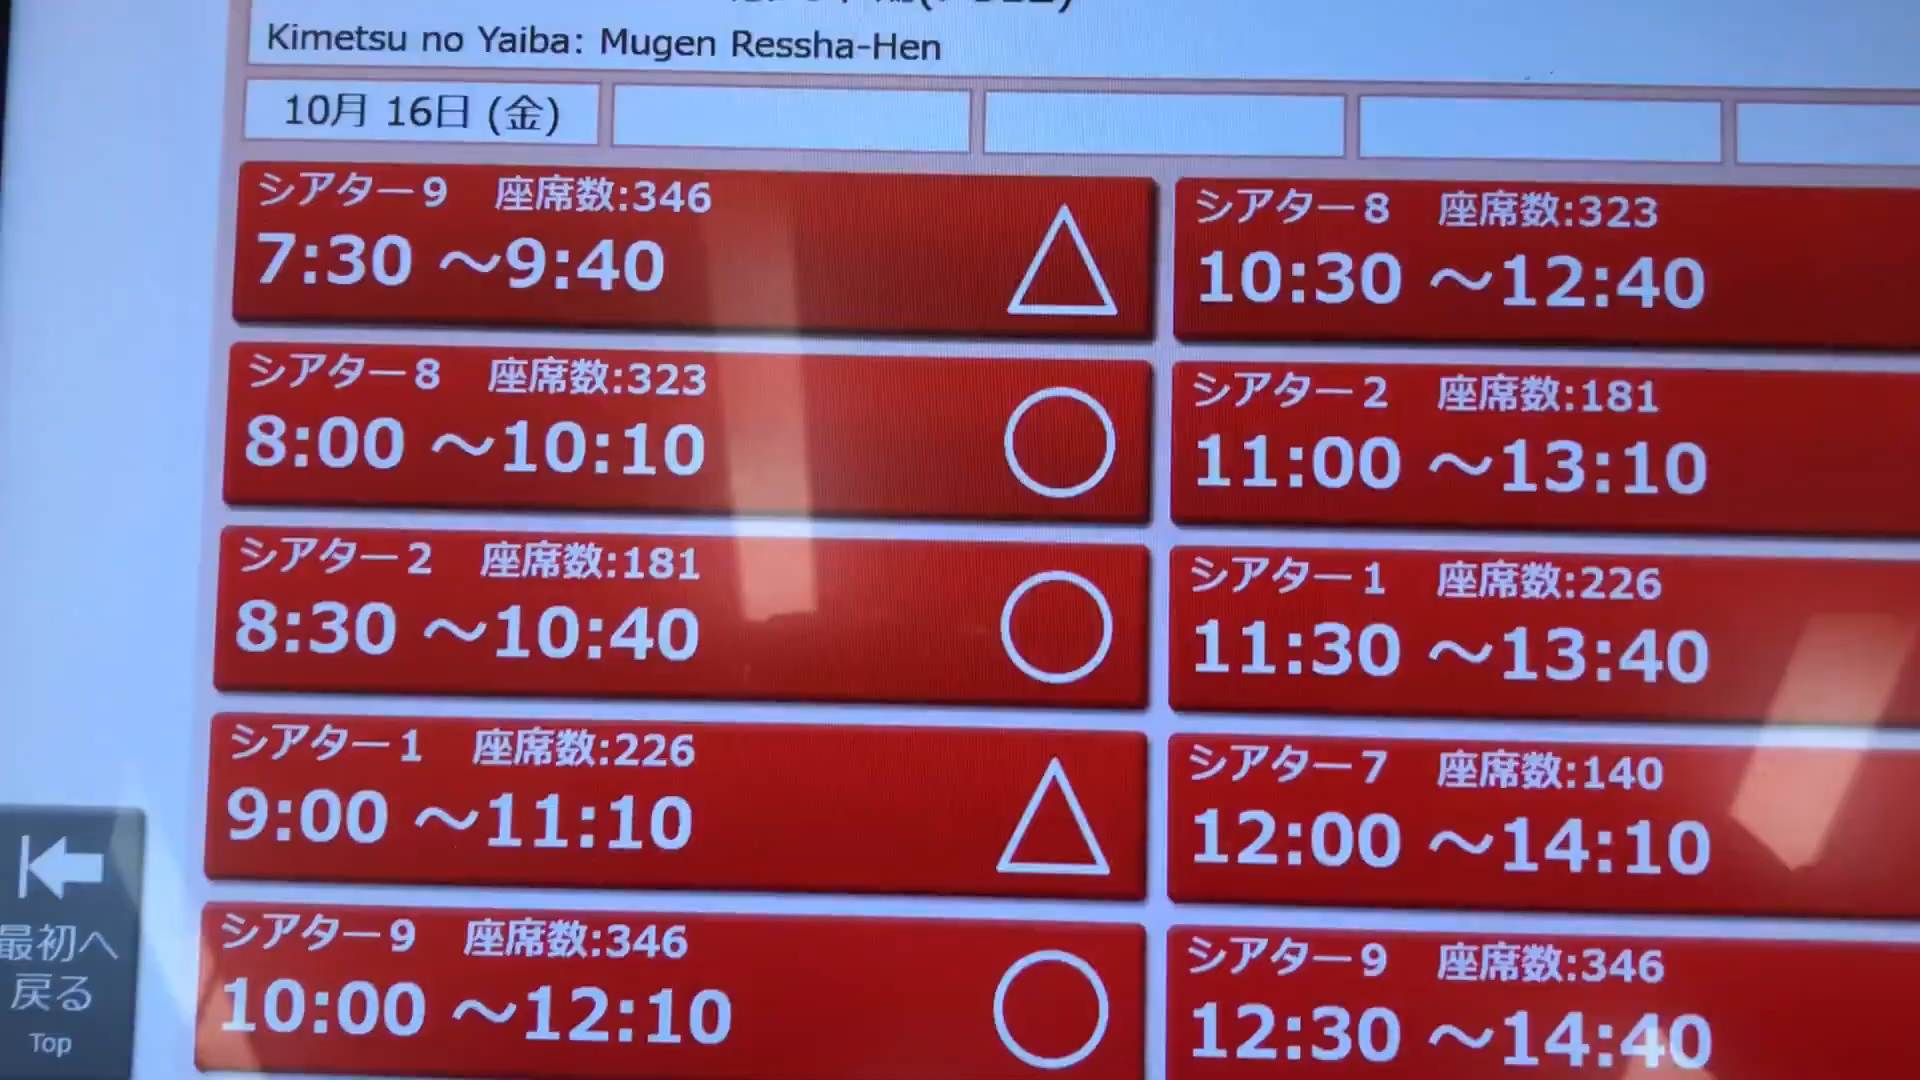 Kimetsu no Yaiba: Mugen Ressha-Hen
10月 16日 (金)
シアター9 座席数:346
7:30 ～9:40
シアター8 座席数:323
8:00 ～10:10
シアター2 座席数:181
8:30 ～10:40
シアター1 座席数:226
9:00 ～11:10
シアター9 座席数:346
10:00 ～12:10
シアター8 座席数:323
10:30 ～12:40
シアター2 座席数:181
11:00 ～13:10
シアター1 座席数:226
11:30 ～13:40
シアター7 座席数:140
12:00 ～14:10
シアター9 座席数:346
12:30 ～14:40
最初へ
戻る
Top